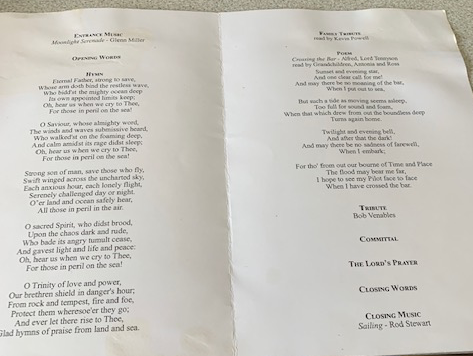 ENTRANCE MUSIC
Moonlight Serenade - Glenn Miller
OPENING WORDS
HYMN
Eternal Father, strong to save,
Whose arm doth bind the restless wave,
Who bidd'st the mighty ocean deep
Its own appointed limits keep;
Oh, hear us when we cry to Thee,
For those in peril on the sea!
O Saviour, whose almighty word,
The winds and waves submissive heard,
Who walked'st on the foaming deep,
And calm amidst its rage didst sleep;
Oh, hear us when we cry to Thee,
For those in peril on the sea!
Strong son of man, save those who fly,
Swift winged across the uncharted sky,
Each anxious hour, each lonely flight,
Serenely challenged day or night.
O'er land and ocean safely hear,
All those in peril in the air.
O sacred Spirit, who didst brood,
Upon the chaos dark and rude,
Who bade its angry tumult cease,
And gavest light and life and peace:
Oh, hear us when we cry to Thee,
For those in peril on the sea!
O Trinity of love and power,
Our brethren shield in danger's hour;
From rock and tempest, fire and foe,
Protect them wheresoe'er they go;
And ever let there rise to Thee,
Glad hymns of praise from land and sea.
FAMILY TRIBUTE
read by Kevin Powell
POEM
Crossing the Bar - Alfred, Lord Tennyson
read by Grandchildren, Antonia and Ross
Sunset and evening star,
And one clear call for me!
And may there be no meaning of the bar,
When I put out to sea,
But such a tide as moving seems asleep,
Too full for sound and foam,
When that which drew from out the boundless deep
Turns again home.
Twilight and evening bell,
And after that the dark!
And may there be no sadness of farewell,
When I embark;
For tho' from out our bourne of Time and Place
The flood may bear me far,
I hope to see my Pilot face to face
When I have crossed the bar.
TRIBUTE
Bob Venables
COMMITTAL
THE LORD'S PRAYER
CLOSING WORDS
CLOSING MUSIC
Sailing - Rod Stewart